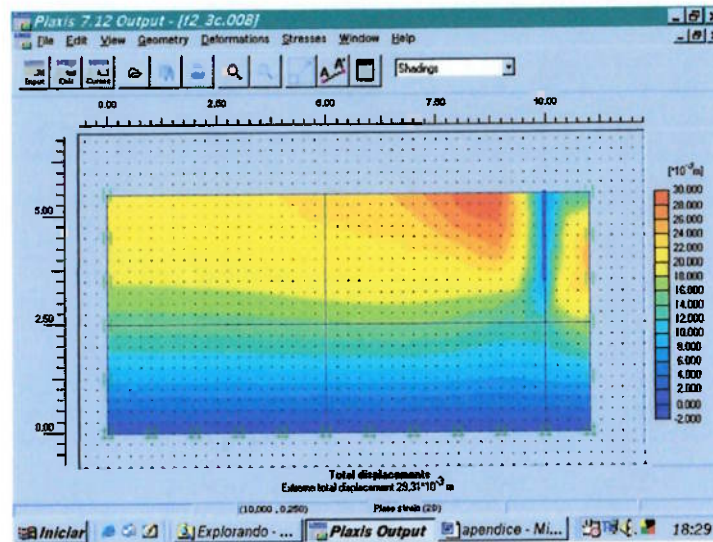 Plaxis 7.12 Output - [f2_3c.008]
File Edit View Geometry Deformations Stresses Window Help
Input Calc Curves Shadings
0.00 2.50 5.00 7.50 10.00
[*10⁻³m]
30.000
28.000
26.000
24.000
22.000
20.000
18.000
16.000
14.000
12.000
10.000
8.000
6.000
4.000
2.000
0.000
-2.000
5.00
2.50
0.00
Total displacements
Extreme total displacement 29,31*10⁻³ m
(10,000 , 0,250) Plane strain (2D)
Iniciar Explorando - ... Plaxis Output apendice - Mi... 18:29